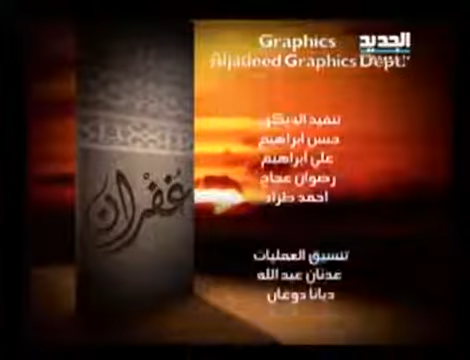 Graphics
Aljadeed Graphics Dept.
الجديد
غفران
تنفيذ الديكور
حسن ابراهيم
علي ابراهيم
رضوان عجاج
احمد طراد
تنسيق العمليات
عدنان عبد الله
ديانا دوغان